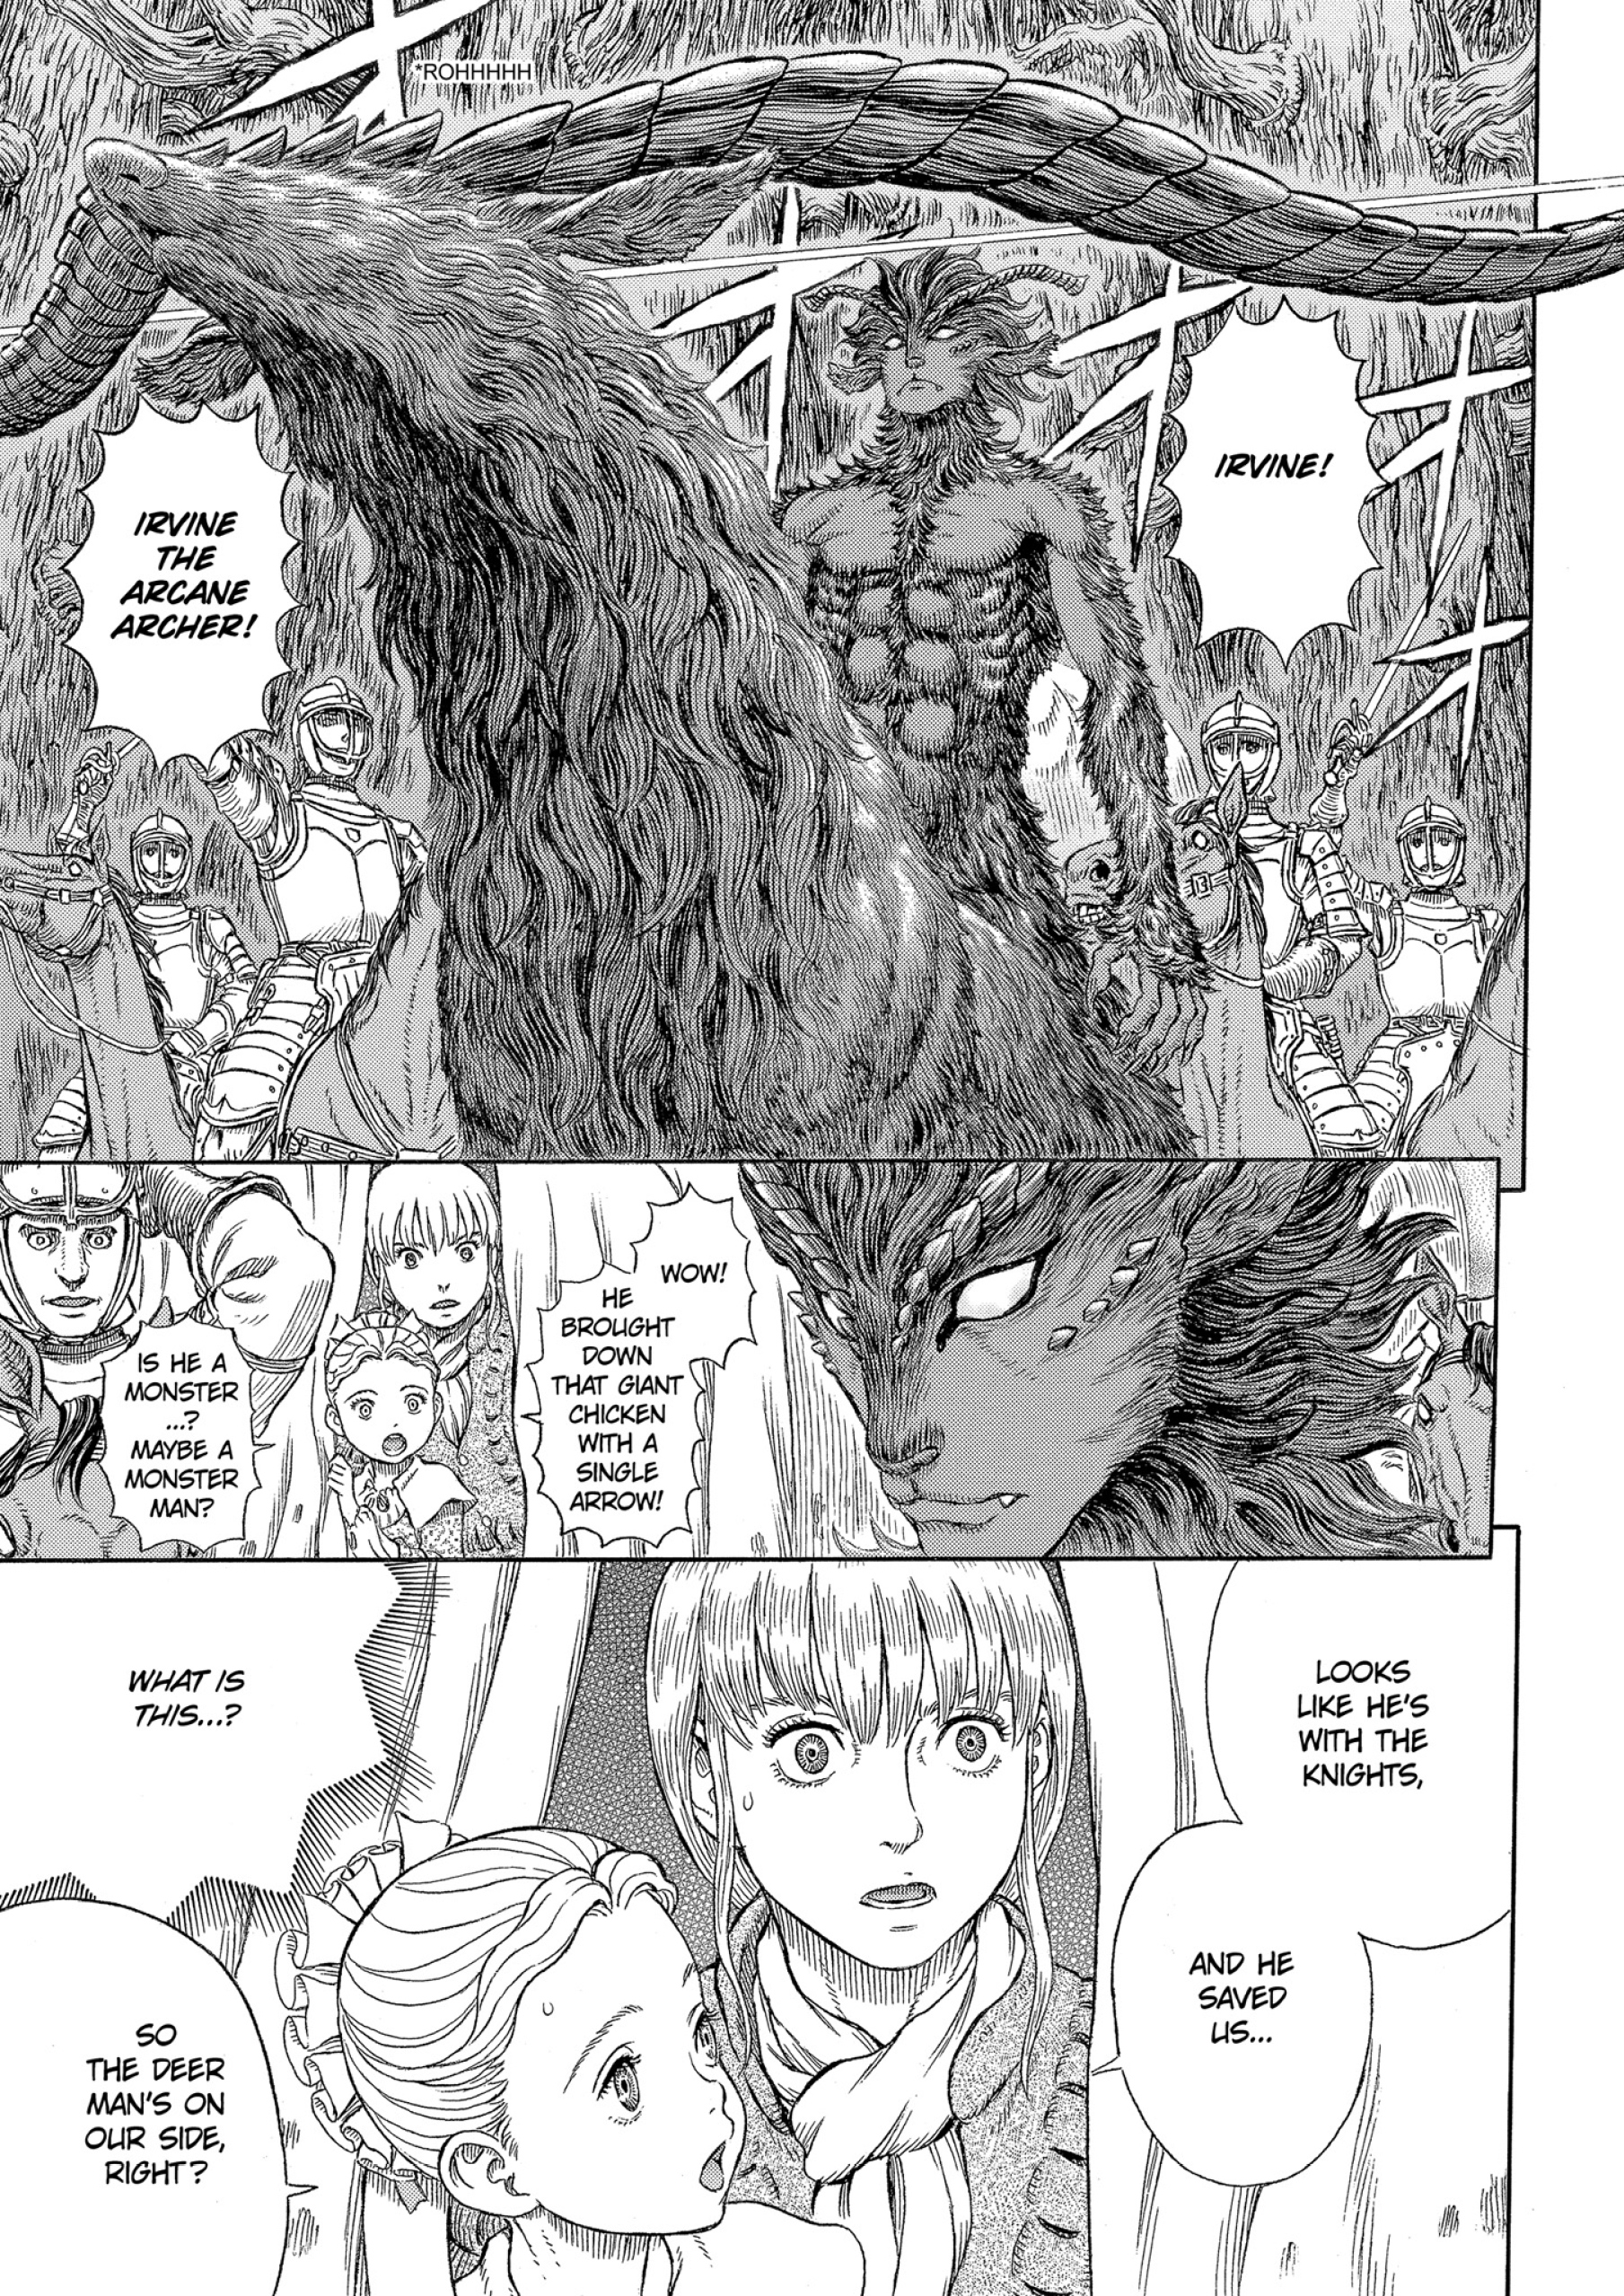 *ROHHHHH
IRVINE!
IRVINE
THE
ARCANE
ARCHER!
WOW!
HE
BROUGHT
DOWN
THAT GIANT
CHICKEN
WITH A
SINGLE
ARROW!
IS HE A
MONSTER
...?
MAYBE A
MONSTER
MAN?
LOOKS
LIKE HE'S
WITH THE
KNIGHTS,
AND HE
SAVED
US...
WHAT IS
THIS...?
SO
THE DEER
MAN'S ON
OUR SIDE,
RIGHT?